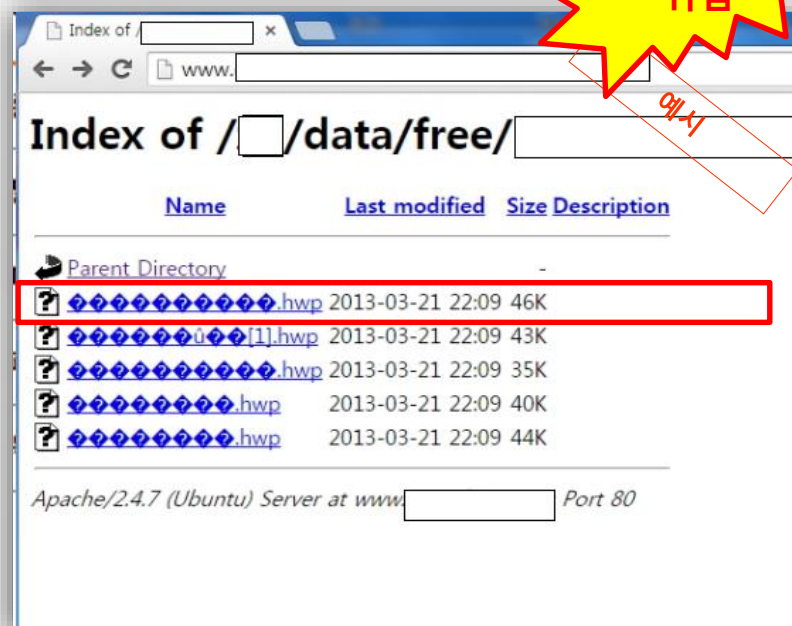 Index of /
www.
예시
Index of / /data/free/
Name Last modified Size Description
Parent Directory -
�����������.hwp 2013-03-21 22:09 46K
������û��[1].hwp 2013-03-21 22:09 43K
�����������.hwp 2013-03-21 22:09 35K
���������.hwp 2013-03-21 22:09 40K
���������.hwp 2013-03-21 22:09 44K
Apache/2.4.7 (Ubuntu) Server at www. Port 80